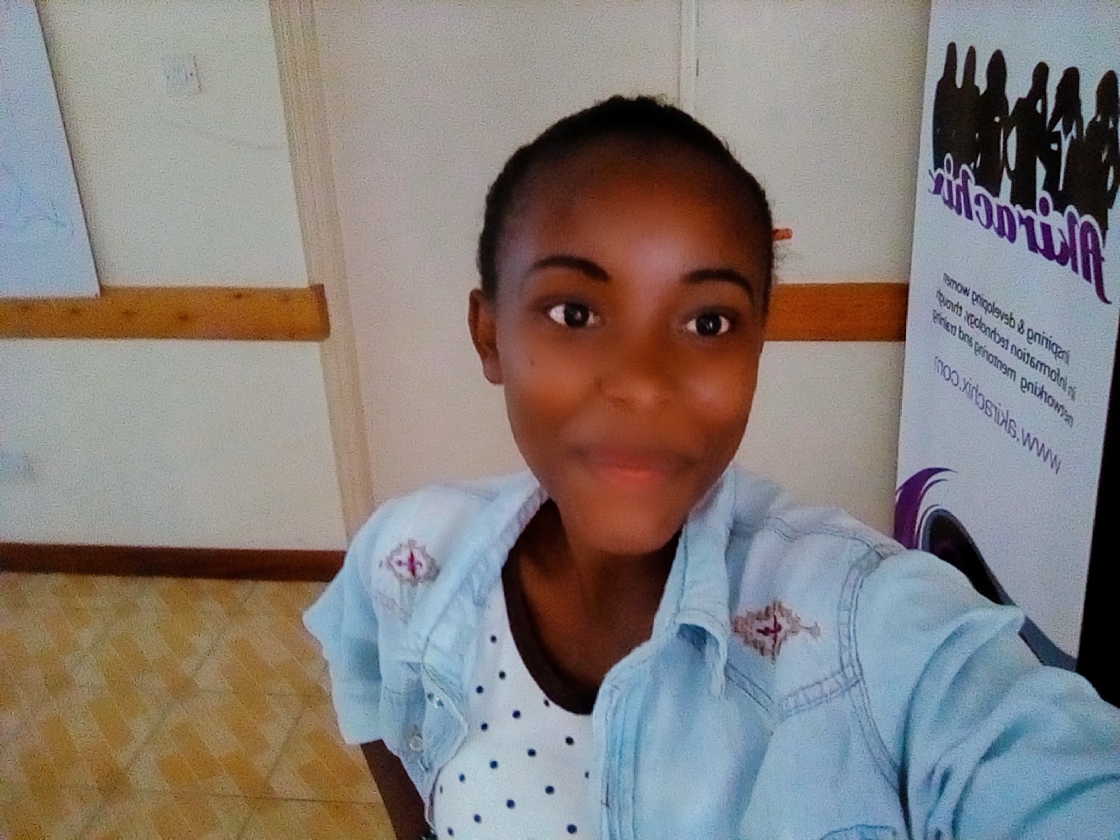 Akirachix
inspiring & developing women
in information technology, through
networking mentoring and training
www.akirachix.com